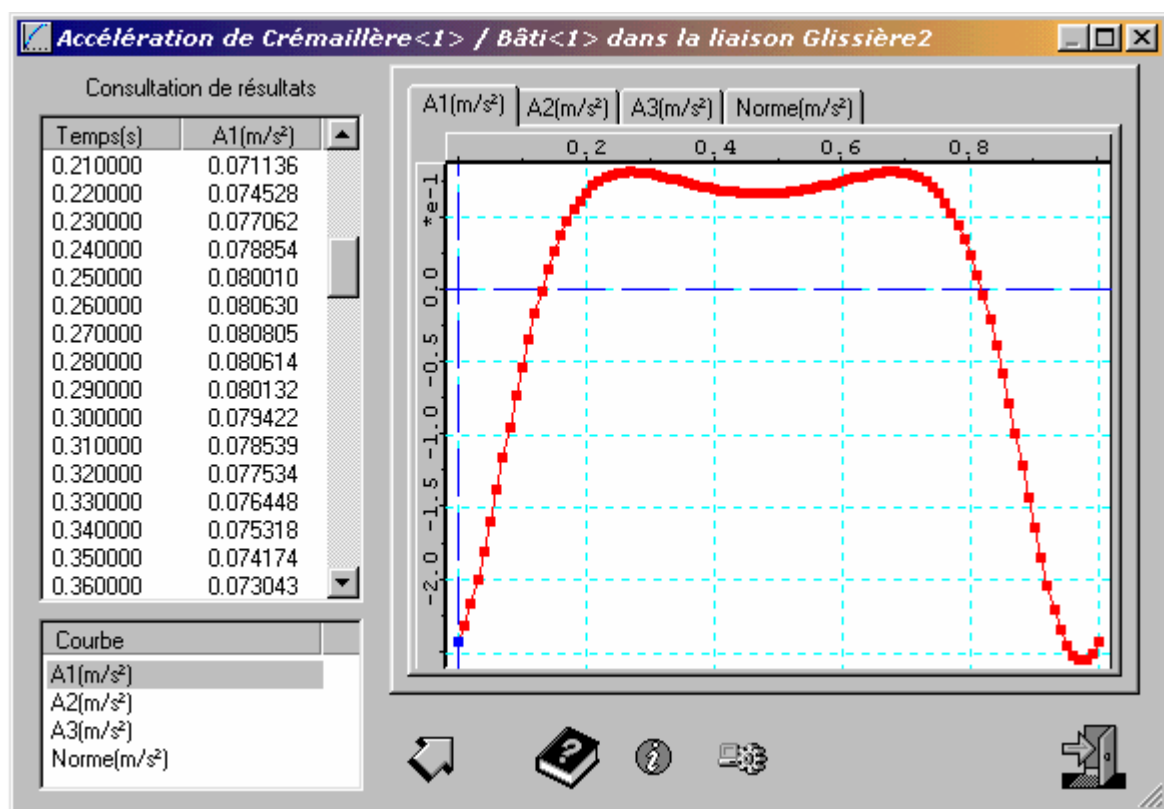 Accélération de Crémaillère<1> / Bâti<1> dans la liaison Glissière2
Consultation de résultats
Temps(s) A1(m/s²)
0.210000 0.071136
0.220000 0.074528
0.230000 0.077062
0.240000 0.078854
0.250000 0.080010
0.260000 0.080630
0.270000 0.080805
0.280000 0.080614
0.290000 0.080132
0.300000 0.079422
0.310000 0.078539
0.320000 0.077534
0.330000 0.076448
0.340000 0.075318
0.350000 0.074174
0.360000 0.073043
Courbe
A1(m/s²)
A2(m/s²)
A3(m/s²)
Norme(m/s²)
A1(m/s²) A2(m/s²) A3(m/s²) Norme(m/s²)
0.2 0.4 0.6 0.8
*e-1
0.0
-0.5
-1.0
-1.5
-2.0